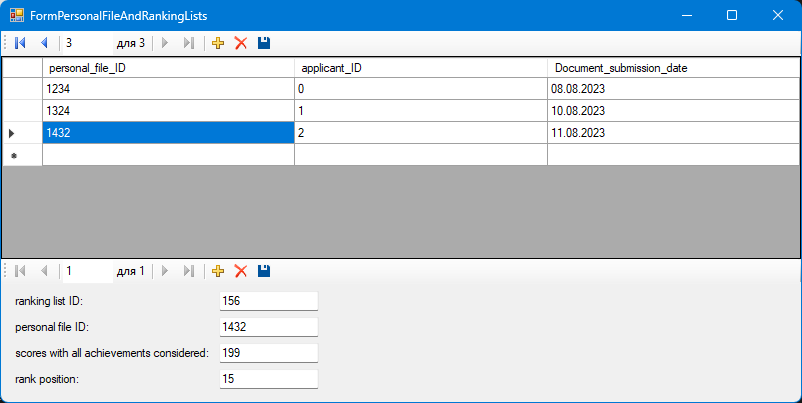 FormPersonalFileAndRankingLists
3 для 3
personal_file_ID applicant_ID Document_submission_date
1234 0 08.08.2023
1324 1 10.08.2023
1432 2 11.08.2023
1 для 1
ranking list ID: 156
personal file ID: 1432
scores with all achievements considered: 199
rank position: 15